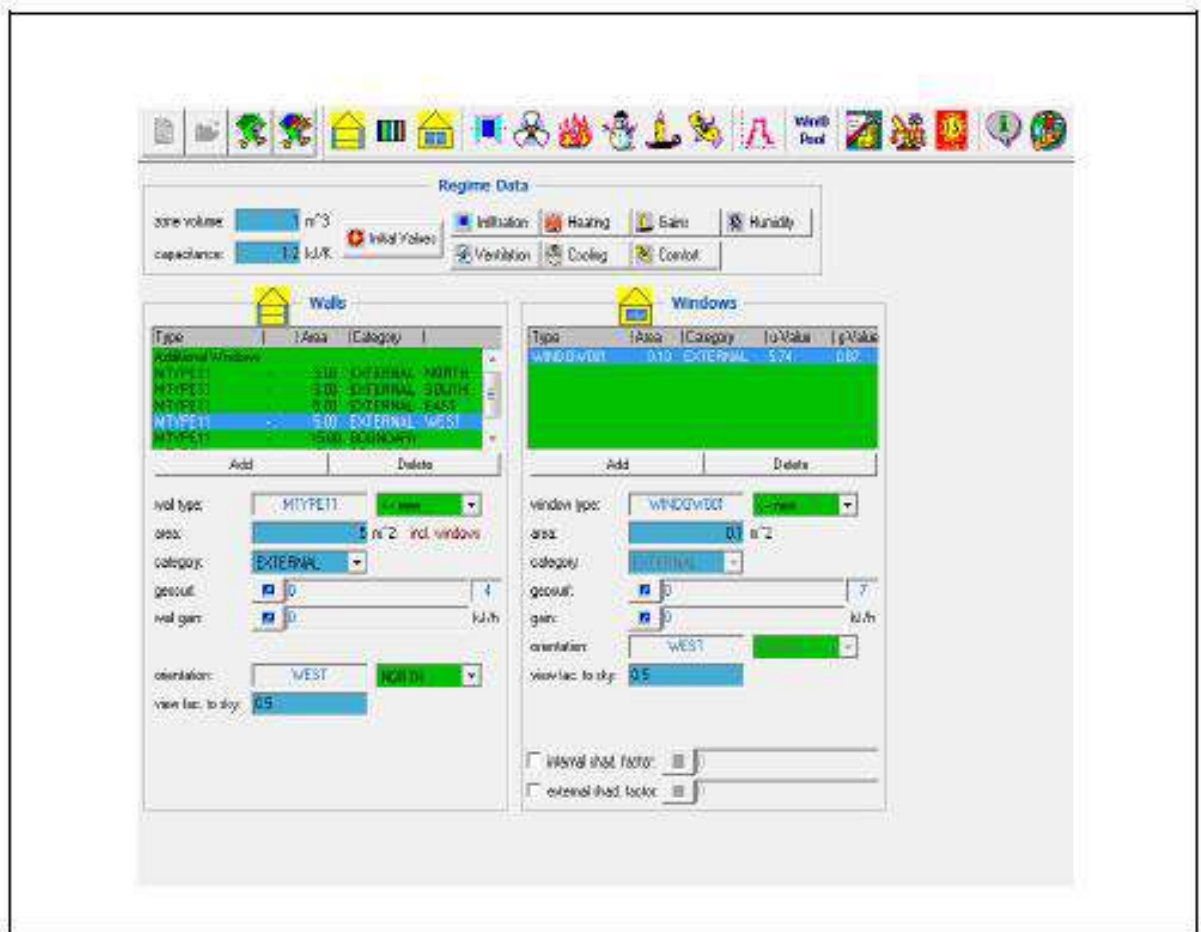 WinID
Pool
Regime Data
zone volume: 1 m^3
Initial Values
Infiltration Heating Gains Humidity
capacitance: 1.2 kJ/K
Ventilation Cooling Comfort
Walls
Type Area Category
Additional Windows
MTYPE11 - EXTERNAL NORTH
MTYPE11 - EXTERNAL SOUTH
MTYPE11 - EXTERNAL EAST
MTYPE11 - 5.00 EXTERNAL WEST
MTYPE11 - 15.00 BOUNDARY
Add Delete
wall type: MTYPE11 <-- new
area: 5 m^2 incl. windows
category: EXTERNAL
geosurf: 0 4
wall gain: 0 kJ/h
orientation: WEST NORTH
view fac. to sky: 0.5
Windows
Type Area Category u-Value g-Value
WINDOW001 0.10 EXTERNAL 5.74 0.87
Add Delete
window type: WINDOW001 <-- new
area: 0.1 m^2
category: EXTERNAL
geosurf: 0 7
gain: 0 kJ/h
orientation: WEST
view fac. to sky: 0.5
internal shad. factor
external shad. factor